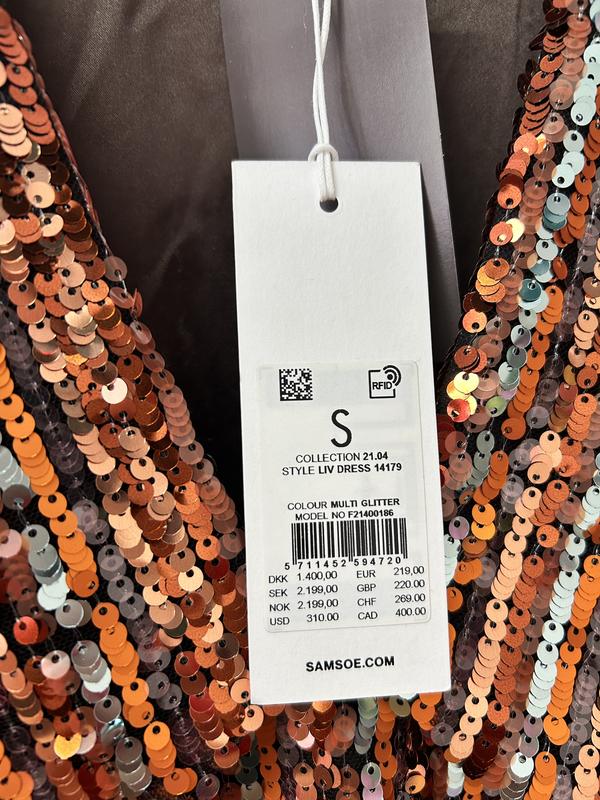 RFID
S
COLLECTION 21.04
STYLE LIV DRESS 14179
COLOUR MULTI GLITTER
MODEL NO F21400186
5 711452 594720
DKK 1.400,00 EUR 219,00
SEK 2.199,00 GBP 220.00
NOK 2.199,00 CHF 269.00
USD 310.00 CAD 400.00
SAMSOE.COM